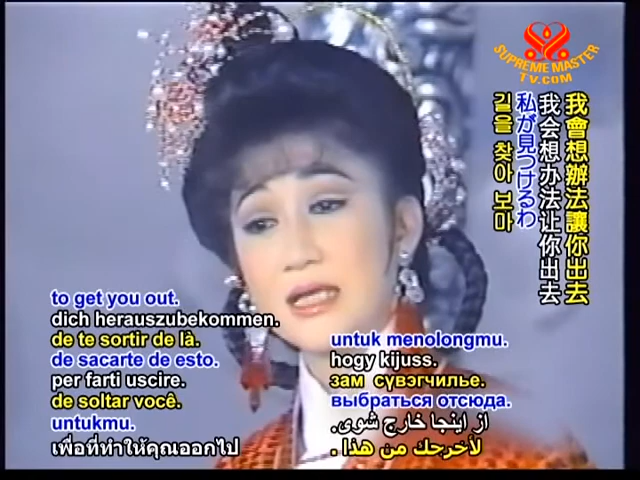 SUPREME MASTER
TV.COM
我會想辦法讓你出去
我会想办法让你出去
私が見つけるわ
길을 찾아 보마
to get you out.
dich herauszubekommen.
de te sortir de là.
de sacarte de esto.
per farti uscire.
de soltar você.
untukmu.
เพื่อที่ทำให้คุณออกไป
untuk menolongmu.
hogy kijuss.
зам сүвэгчилье.
выбраться отсюда.
از اینجا خارج شوی.
لأخرجك من هذا .